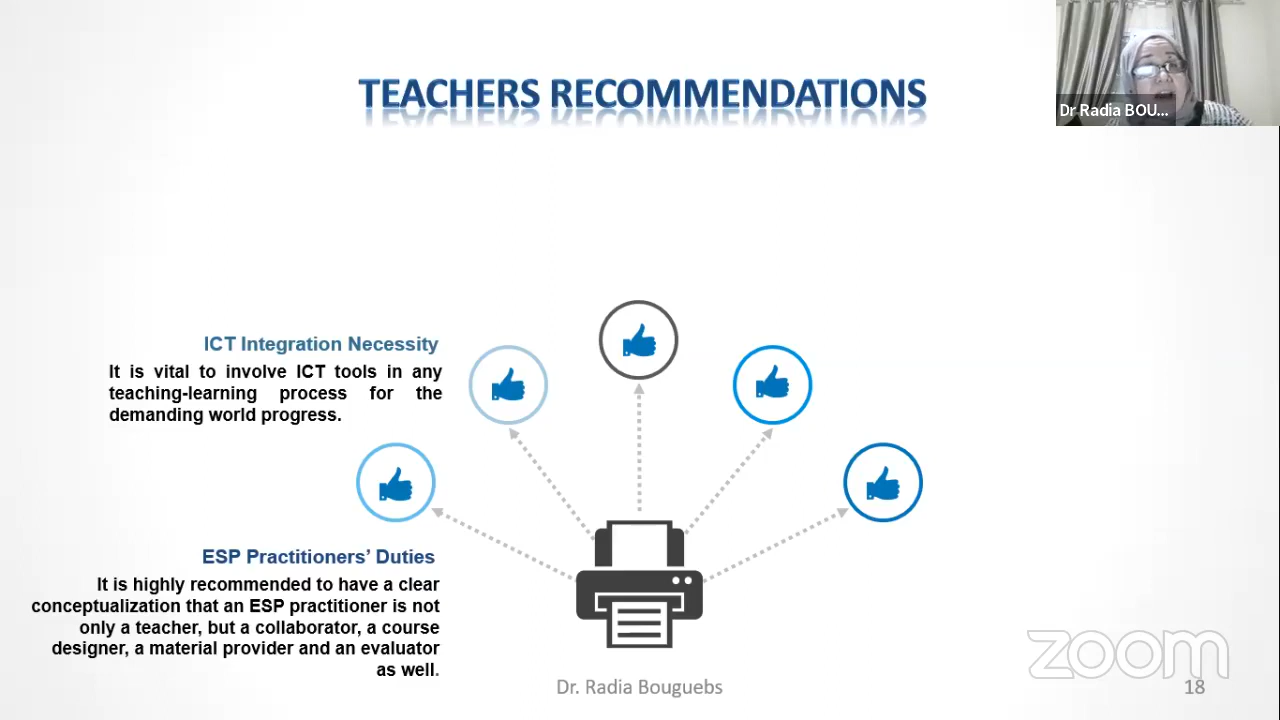 TEACHERS RECOMMENDATIONS
Dr Radia BOU...
ICT Integration Necessity
It is vital to involve ICT tools in any
teaching-learning process for the
demanding world progress.
ESP Practitioners’ Duties
It is highly recommended to have a clear
conceptualization that an ESP practitioner is not
only a teacher, but a collaborator, a course
designer, a material provider and an evaluator
as well.
Dr. Radia Bouguebs
zoom
18